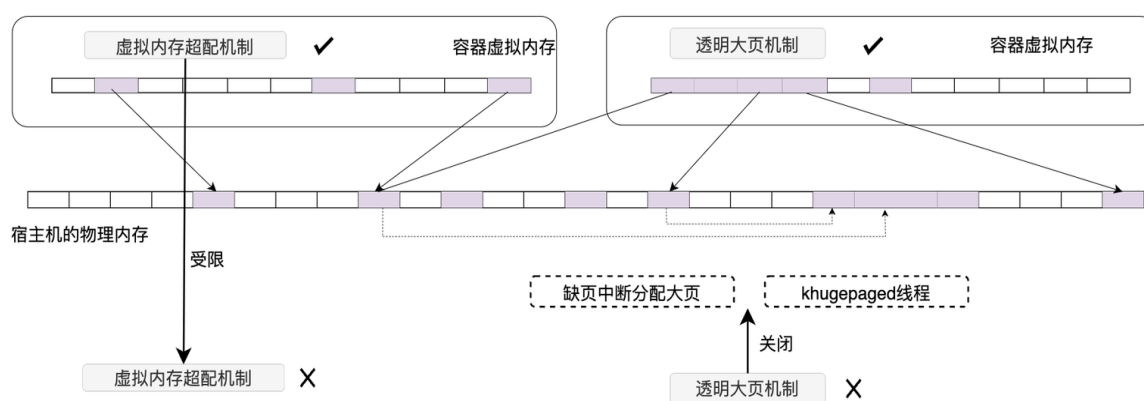 虚拟内存超配机制
容器虚拟内存
透明大页机制
容器虚拟内存
宿主机的物理内存
受限
缺页中断分配大页
khugepaged线程
关闭
虚拟内存超配机制
透明大页机制